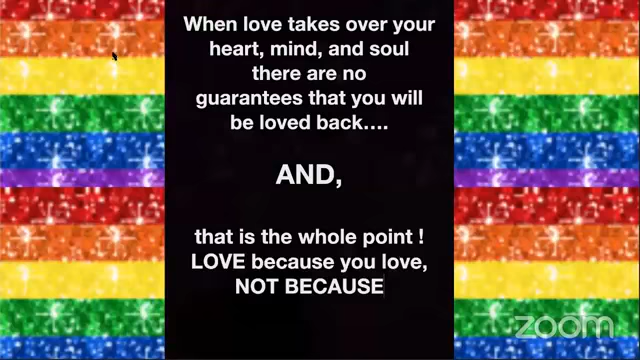 When love takes over your
heart, mind, and soul
there are no
guarantees that you will
be loved back....
AND,
that is the whole point !
LOVE because you love,
NOT BECAUSE
zoom